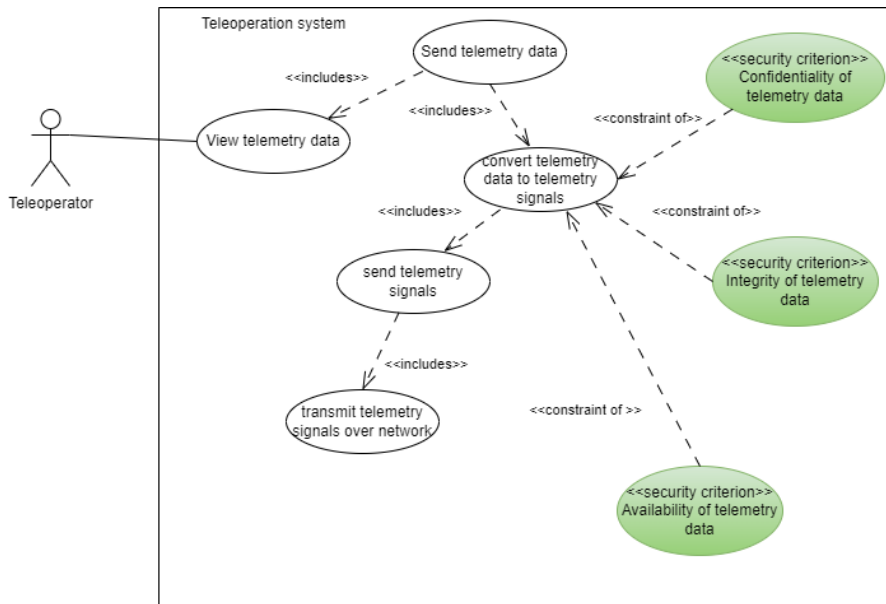 Teleoperation system
Send telemetry data
<<includes>>
<<includes>>
<<security criterion>>
Confidentiality of
telemetry data
<<constraint of>>
View telemetry data
Teleoperator
convert telemetry
data to telemetry
signals
<<includes>>
<<constraint of>>
send telemetry
signals
<<security criterion>>
Integrity of telemetry
data
<<includes>>
transmit telemetry
signals over network
<<constraint of >>
<<security criterion>>
Availability of telemetry
data